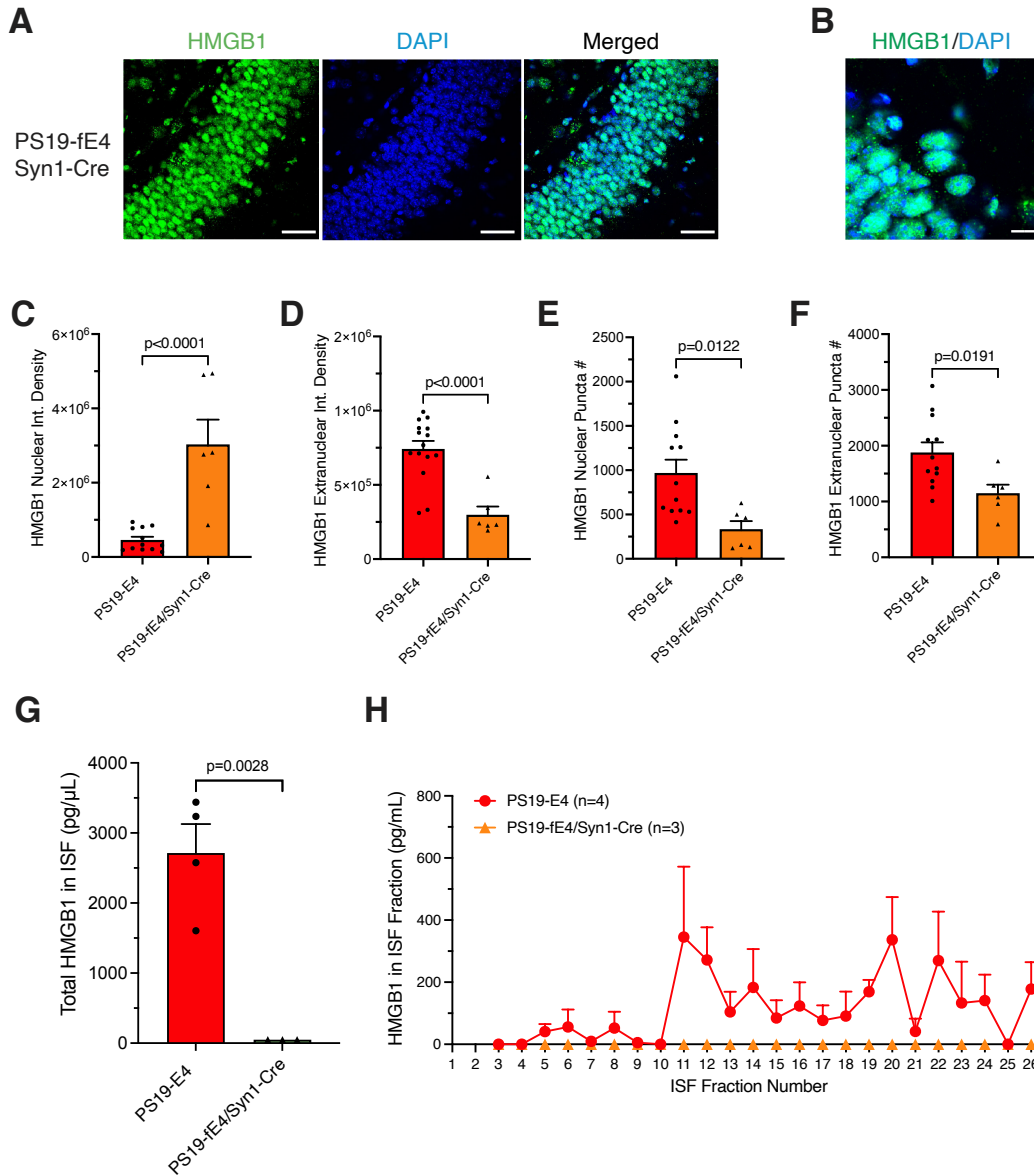 A
HMGB1
DAPI
Merged
PS19-fE4
Syn1-Cre
B
HMGB1/DAPI
C
HMGB1 Nuclear Int. Density
6×10⁶
4×10⁶
2×10⁶
0
p<0.0001
PS19-E4
PS19-fE4/Syn1-Cre
D
HMGB1 Extranuclear Int. Density
2×10⁶
1×10⁶
5×10⁵
0
p<0.0001
PS19-E4
PS19-fE4/Syn1-Cre
E
HMGB1 Nuclear Puncta #
2500
2000
1500
1000
500
0
p=0.0122
PS19-E4
PS19-fE4/Syn1-Cre
F
HMGB1 Extranuclear Puncta #
4000
3000
2000
1000
0
p=0.0191
PS19-E4
PS19-fE4/Syn1-Cre
G
Total HMGB1 in ISF (pg/µL)
4000
3000
2000
1000
0
p=0.0028
PS19-E4
PS19-fE4/Syn1-Cre
H
HMGB1 in ISF Fraction (pg/mL)
800
600
400
200
0
PS19-E4 (n=4)
PS19-fE4/Syn1-Cre (n=3)
1 2 3 4 5 6 7 8 9 10 11 12 13 14 15 16 17 18 19 20 21 22 23 24 25 26
ISF Fraction Number